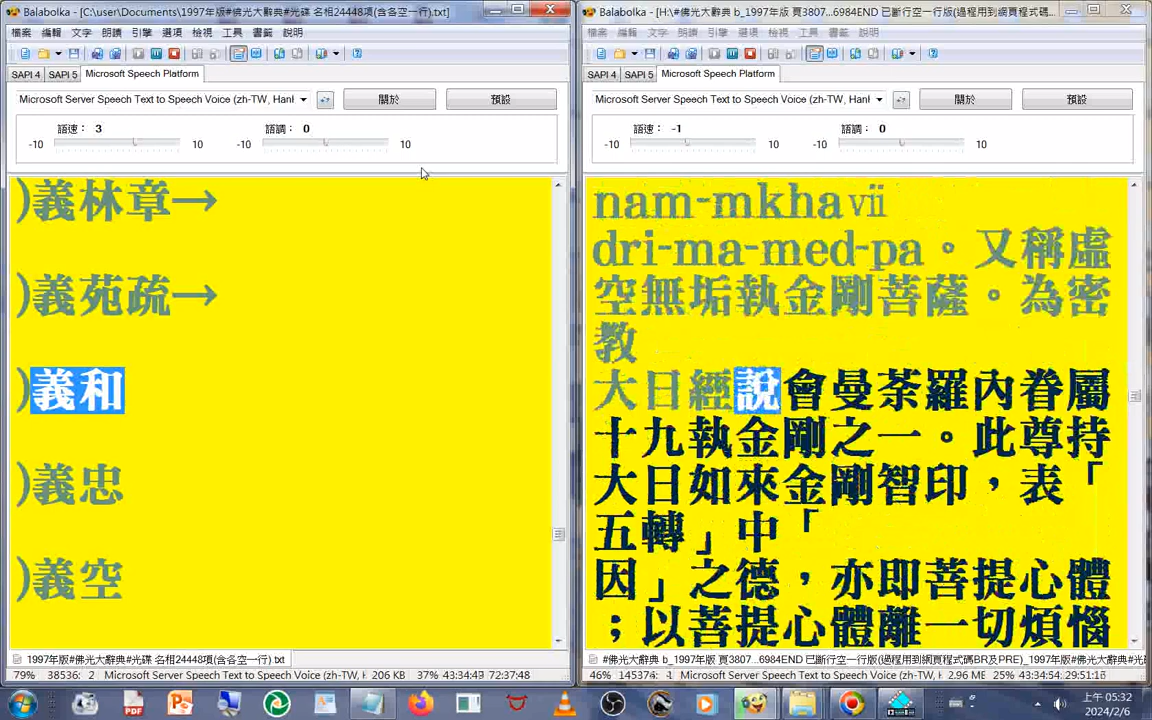 Balabolka - [C:\user\Documents\1997年版#佛光大辭典#光碟 名相24448項(含各空一行).txt]
檔案 編輯 文字 朗讀 引擎 選項 檢視 工具 書籤 說明
SAPI 4 SAPI 5 Microsoft Speech Platform
Microsoft Server Speech Text to Speech Voice (zh-TW, Hanl
關於 預設
語速： 3 語調： 0
-10 10 -10 10
)義林章→
)義苑疏→
)義和
)義忠
)義空
1997年版#佛光大辭典#光碟 名相24448項(含各空一行).txt
79% 38536: 2 Microsoft Server Speech Text to Speech Voice (zh-TW, H 206 KB 37% 43:34:49 72:37:48
Balabolka - [H:\#佛光大辭典 b_1997年版 頁3807...6984END 已斷行空一行版(過程用到網頁程式碼...
檔案 編輯 文字 朗讀 引擎 選項 檢視 工具 書籤 說明
SAPI 4 SAPI 5 Microsoft Speech Platform
Microsoft Server Speech Text to Speech Voice (zh-TW, Hanl
關於 預設
語速： -1 語調： 0
-10 10 -10 10
nam-mkhaⅶ
dri-ma-med-pa。又稱虛
空無垢執金剛菩薩。為密
教
大日經說會曼荼羅內眷屬
十九執金剛之一。此尊持
大日如來金剛智印，表「
五轉」中「
因」之德，亦即菩提心體
；以菩提心體離一切煩惱
#佛光大辭典 b_1997年版 頁3807...6984END 已斷行空一行版(過程用到網頁程式碼BR及PRE)_1997年版#佛光
46% 145374: 1 Microsoft Server Speech Text to Speech Voice (zh-TW, H 2.96 MB 25% 43:34:54 29:51:16
上午 05:32
2024/2/6